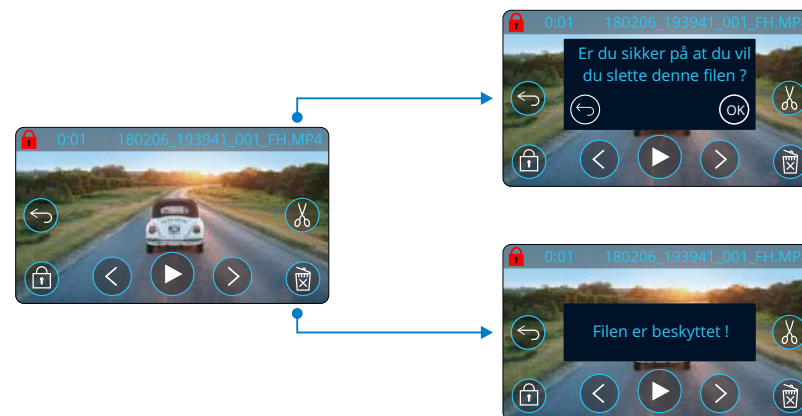 0:01 180206_193941_001_FH.MP4
0:01 180206_193941_001_FH.MP
Er du sikker på at du vil
du slette denne filen ?
OK
0:01 180206_193941_001_FH.MP
Filen er beskyttet !